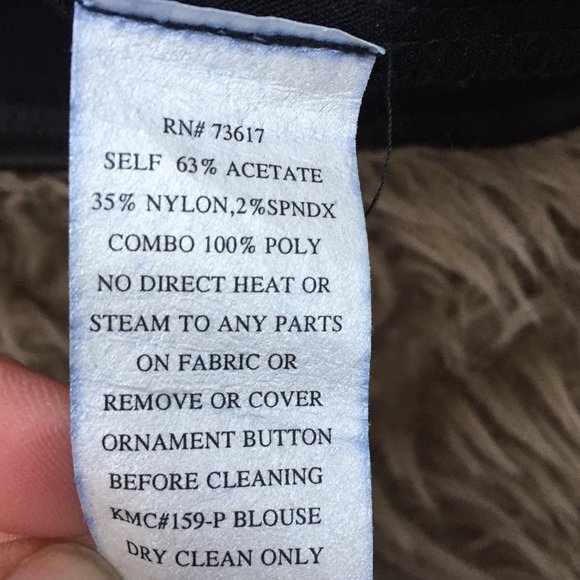 RN# 73617
SELF 63% ACETATE
35% NYLON,2%SPNDX
COMBO 100% POLY
NO DIRECT HEAT OR
STEAM TO ANY PARTS
ON FABRIC OR
REMOVE OR COVER
ORNAMENT BUTTON
BEFORE CLEANING
KMC#159-P BLOUSE
DRY CLEAN ONLY